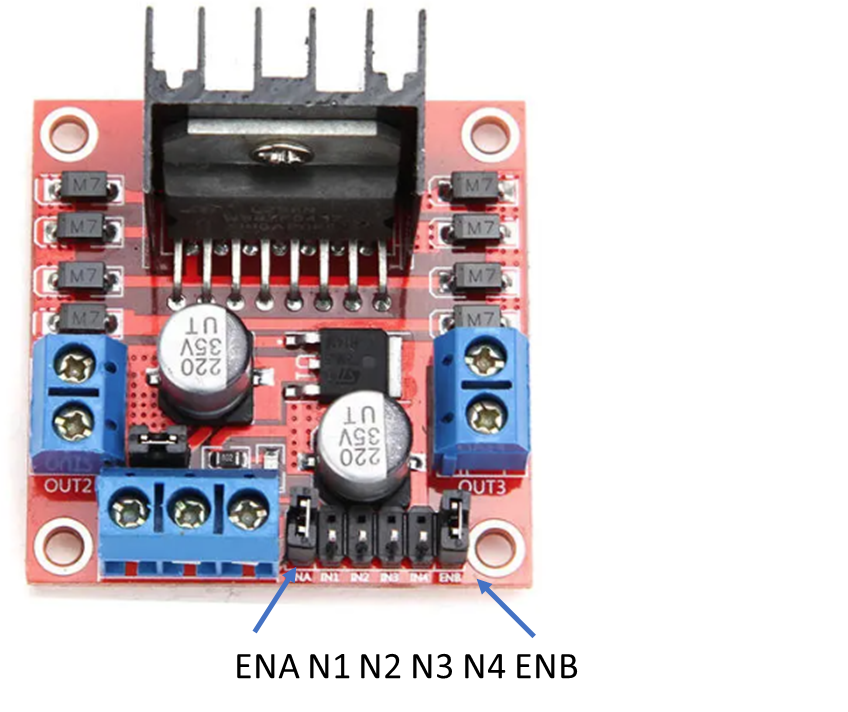 M7 M7
M7 M7
M7 M7
M7 M7
UT
35V
220
UT
35V
220
U1
OUT2
OUT3
ENA IN1 IN2 IN3 IN4 ENB
ENA N1 N2 N3 N4 ENB